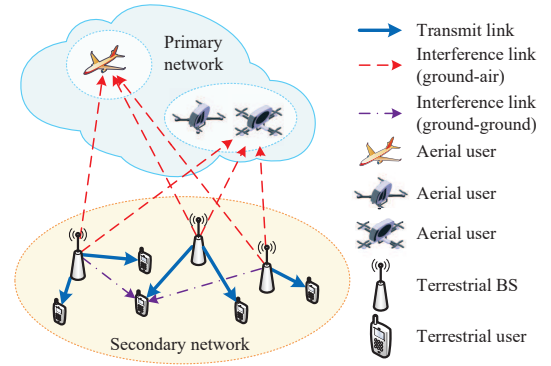 Primary
network
Secondary network
Transmit link
Interference link
(ground-air)
Interference link
(ground-ground)
Aerial user
Aerial user
Aerial user
Terrestrial BS
Terrestrial user